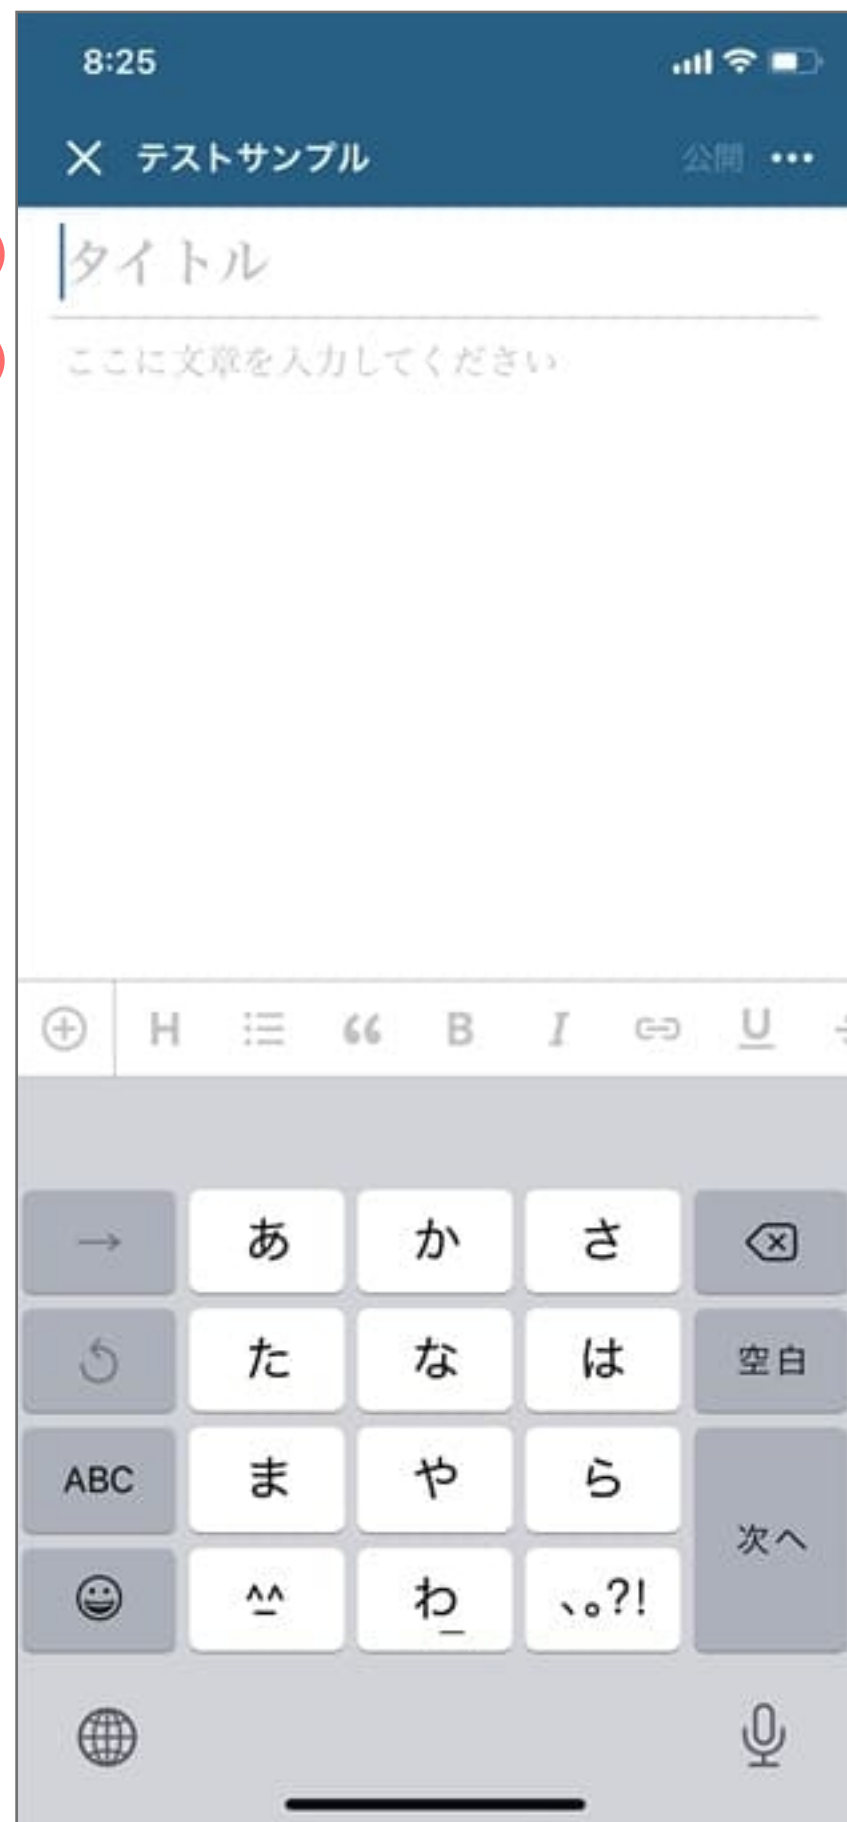 8:25
テストサンプル 公開 •••
タイトル
ここに文章を入力してください
H “ B I U
→ あ か さ
た な は 空白
ABC ま や ら
次へ
^^ わ_ 、。?!